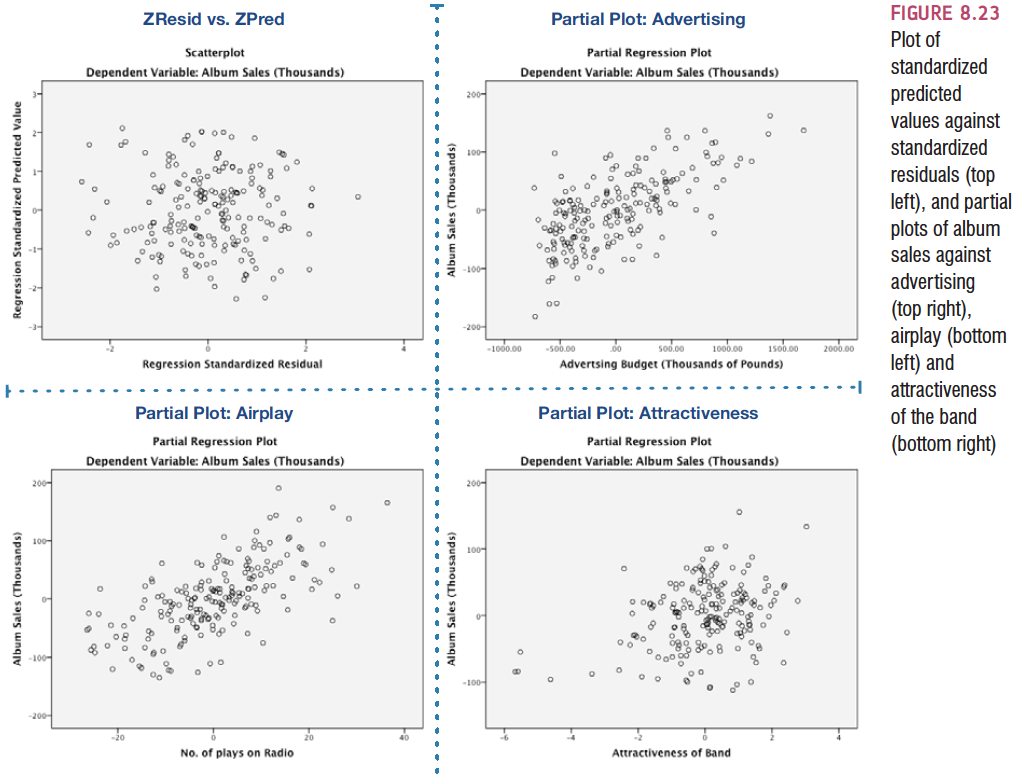 ZResid vs. ZPred
Scatterplot
Dependent Variable: Album Sales (Thousands)
Regression Standardized Predicted Value
3
2
1
0
-1
-2
-3
-2
0
2
4
Regression Standardized Residual
Partial Plot: Advertising
Partial Regression Plot
Dependent Variable: Album Sales (Thousands)
Album Sales (Thousands)
200
100
0
-100
-200
-1000.00
-500.00
.00
500.00
1000.00
1500.00
2000.00
Advertsing Budget (Thousands of Pounds)
Partial Plot: Airplay
Partial Regression Plot
Dependent Variable: Album Sales (Thousands)
Album Sales (Thousands)
200
100
0
-100
-200
-20
0
20
40
No. of plays on Radio
Partial Plot: Attractiveness
Partial Regression Plot
Dependent Variable: Album Sales (Thousands)
Album Sales (Thousands)
200
100
0
-100
-6
-4
-2
0
2
4
Attractiveness of Band
FIGURE 8.23
Plot of
standardized
predicted
values against
standardized
residuals (top
left), and partial
plots of album
sales against
advertising
(top right),
airplay (bottom
left) and
attractiveness
of the band
(bottom right)